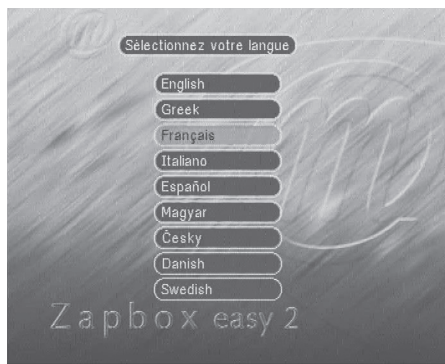 Sélectionnez votre langue
English
Greek
Français
Italiano
Español
Magyar
Česky
Danish
Swedish
Zapbox easy 2